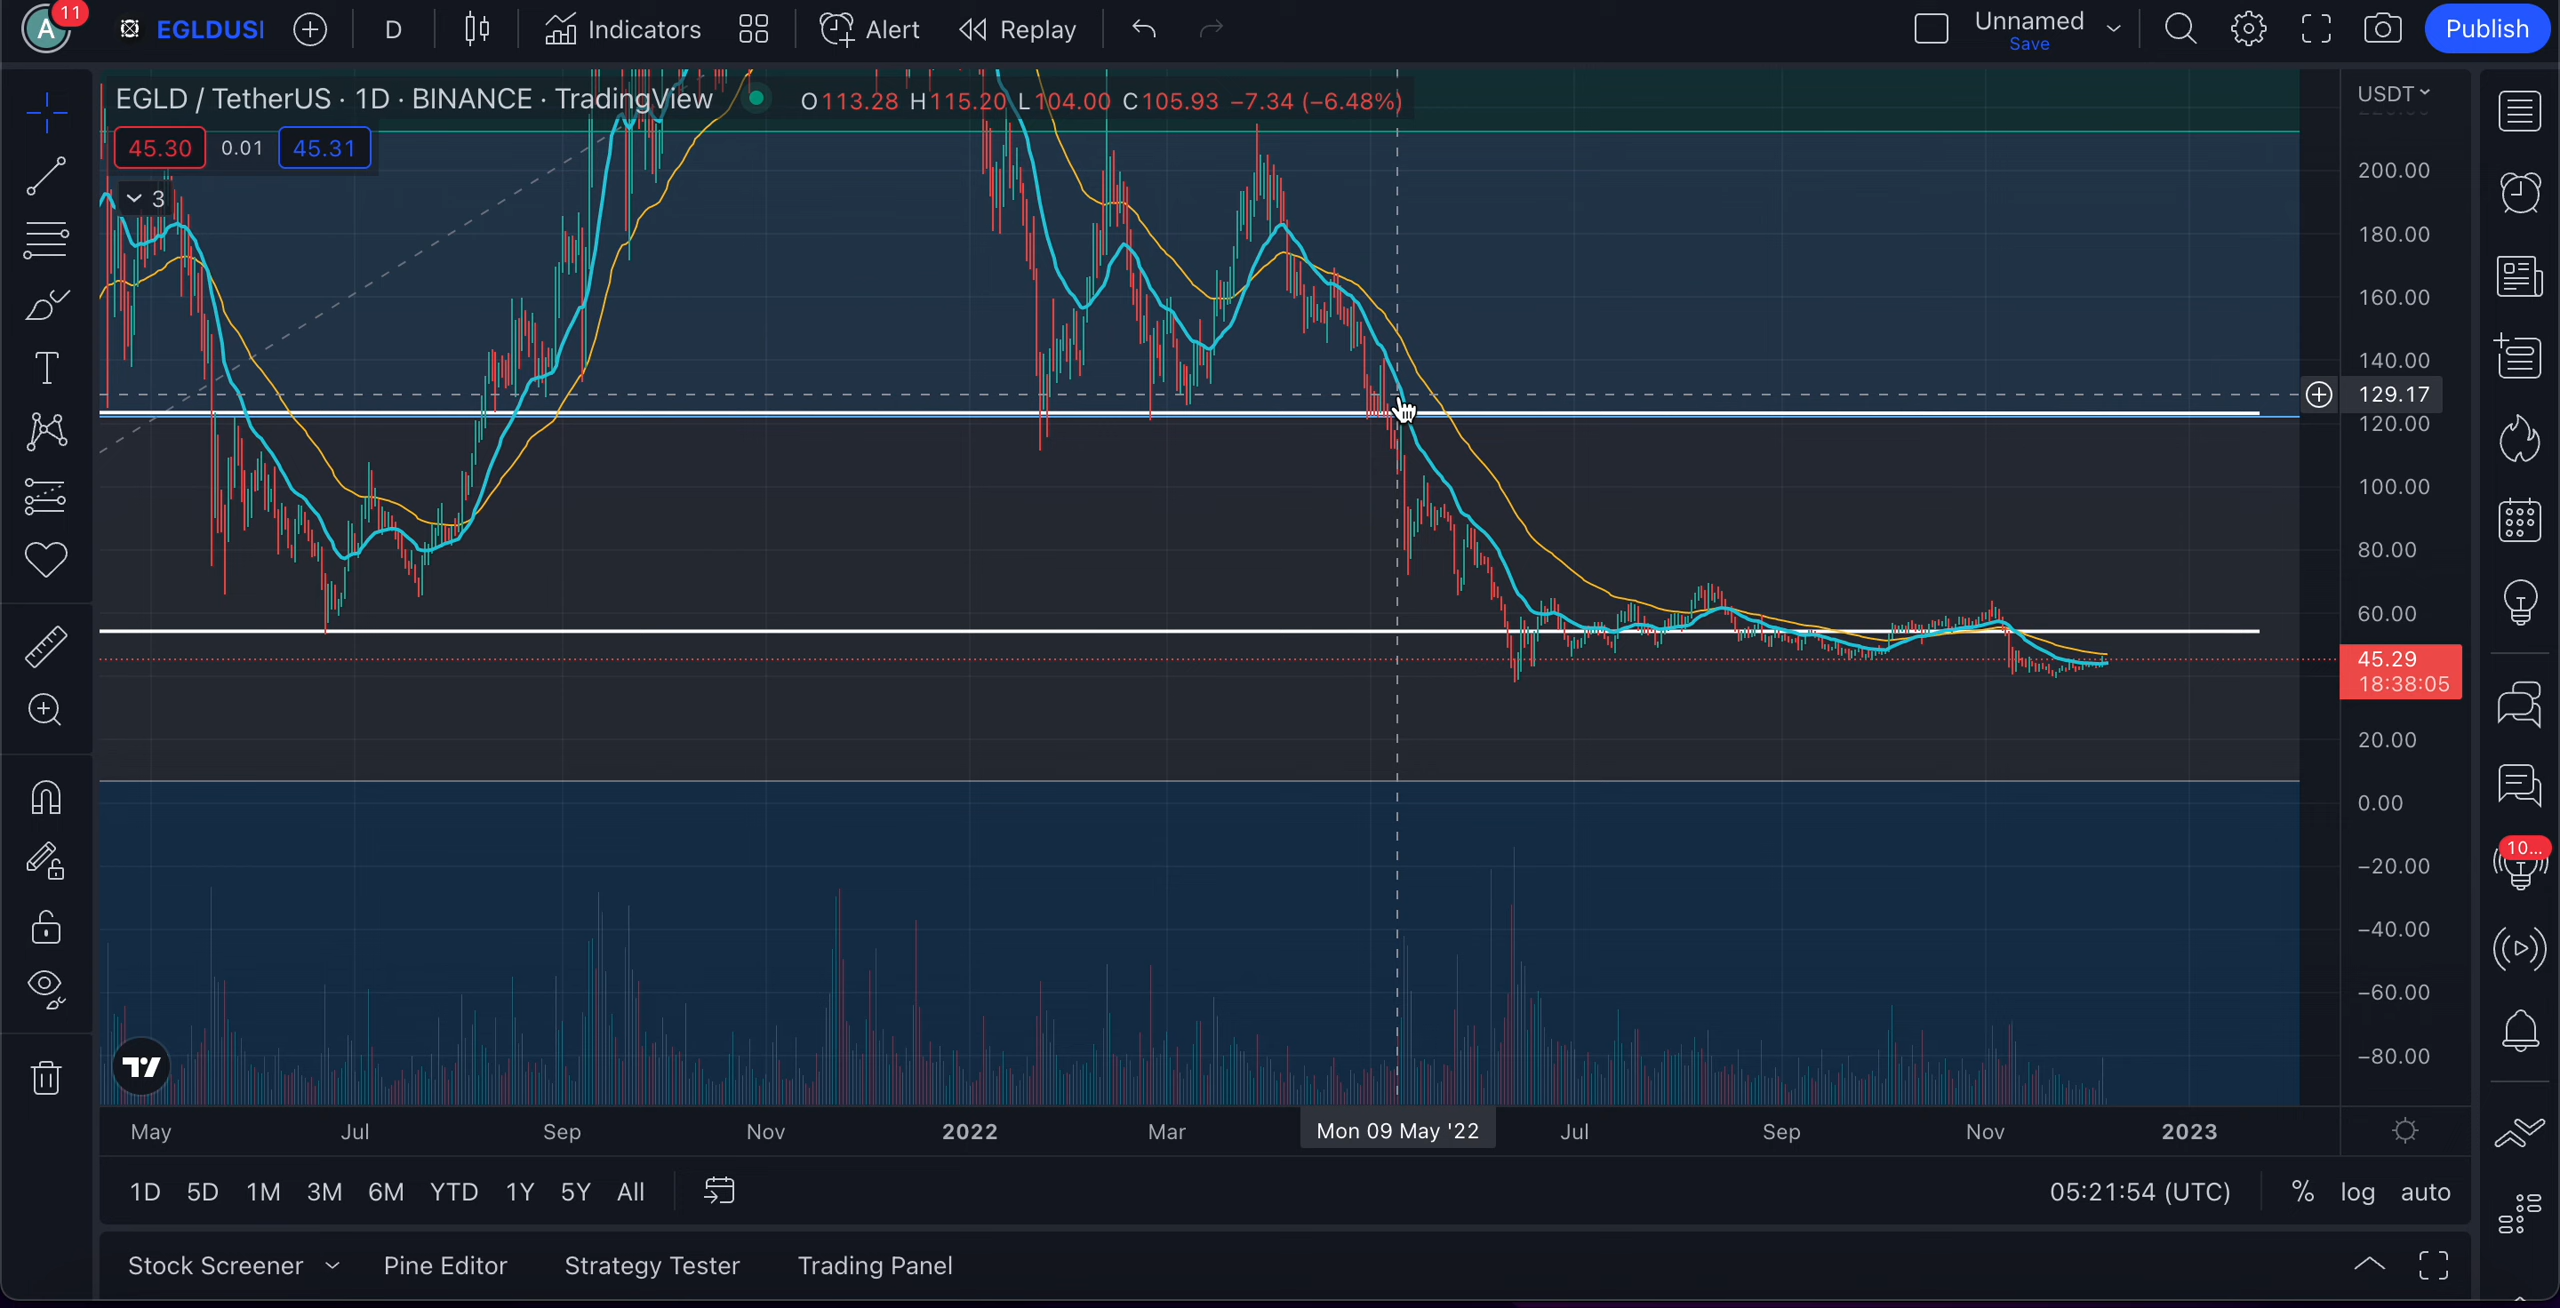 A 11 EGLDUSI D Indicators Alert Replay Unnamed Save Publish
EGLD / TetherUS · 1D · BINANCE · TradingView O113.28 H115.20 L104.00 C105.93 −7.34 (−6.48%)
USDT
45.30 0.01 45.31
3
200.00
180.00
160.00
140.00
129.17
120.00
100.00
80.00
60.00
45.29
18:38:05
20.00
0.00
−20.00
10...
−40.00
−60.00
−80.00
May Jul Sep Nov 2022 Mar Mon 09 May '22 Jul Sep Nov 2023
1D 5D 1M 3M 6M YTD 1Y 5Y All 05:21:54 (UTC) % log auto
Stock Screener Pine Editor Strategy Tester Trading Panel